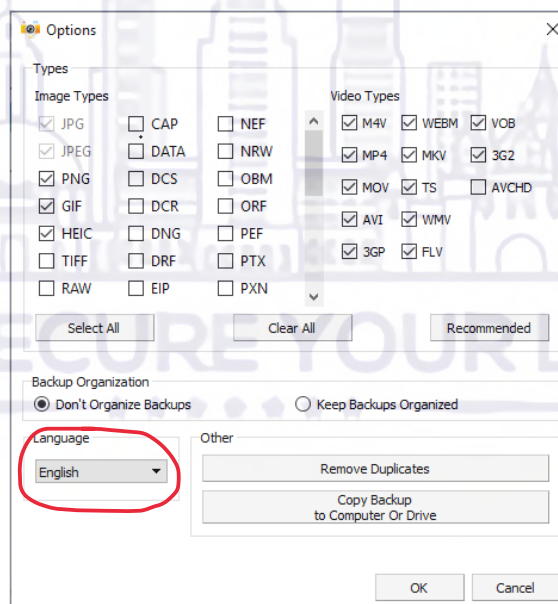 Options
Types
Image Types
Video Types
JPG CAP NEF M4V WEBM VOB
JPEG DATA NRW MP4 MKV 3G2
PNG DCS OBM MOV TS AVCHD
GIF DCR ORF AVI WMV
HEIC DNG PEF 3GP FLV
TIFF DRF PTX
RAW EIP PXN
Select All Clear All Recommended
Backup Organization
Don't Organize Backups Keep Backups Organized
Language Other
English Remove Duplicates
Copy Backup
to Computer Or Drive
OK Cancel
ECURE YOUR L